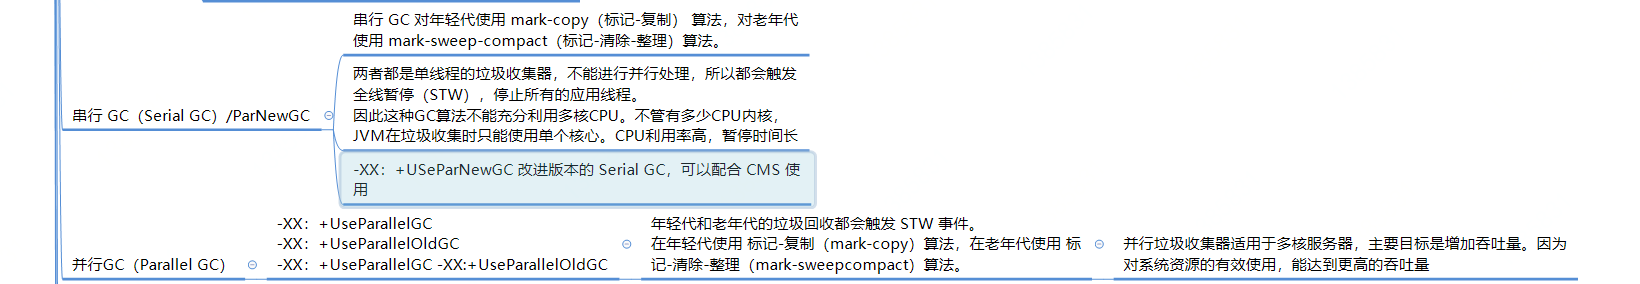 串行 GC 对年轻代使用 mark-copy（标记-复制） 算法，对老年代
使用 mark-sweep-compact（标记-清除-整理）算法。
两者都是单线程的垃圾收集器，不能进行并行处理，所以都会触发
全线暂停（STW），停止所有的应用线程。
因此这种GC算法不能充分利用多核CPU。不管有多少CPU内核，
JVM在垃圾收集时只能使用单个核心。CPU利用率高，暂停时间长
串行 GC（Serial GC）/ParNewGC
-XX：+USeParNewGC 改进版本的 Serial GC，可以配合 CMS 使
用
-XX：+UseParallelGC
-XX：+UseParallelOldGC
-XX：+UseParallelGC -XX:+UseParallelOldGC
年轻代和老年代的垃圾回收都会触发 STW 事件。
在年轻代使用 标记-复制（mark-copy）算法，在老年代使用 标
记-清除-整理（mark-sweepcompact）算法。
并行垃圾收集器适用于多核服务器，主要目标是增加吞吐量。因为
对系统资源的有效使用，能达到更高的吞吐量
并行GC（Parallel GC）